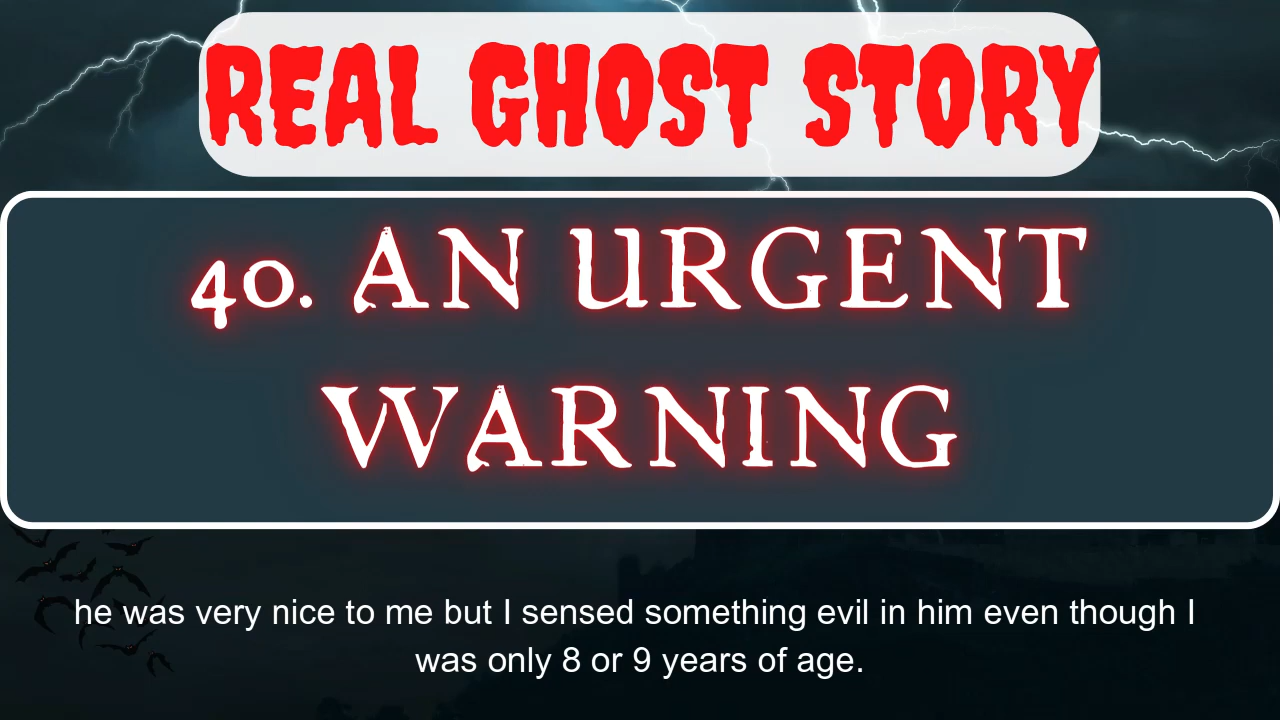 REAL GHOST STORY
40. AN URGENT
WARNING
he was very nice to me but I sensed something evil in him even though I
was only 8 or 9 years of age.